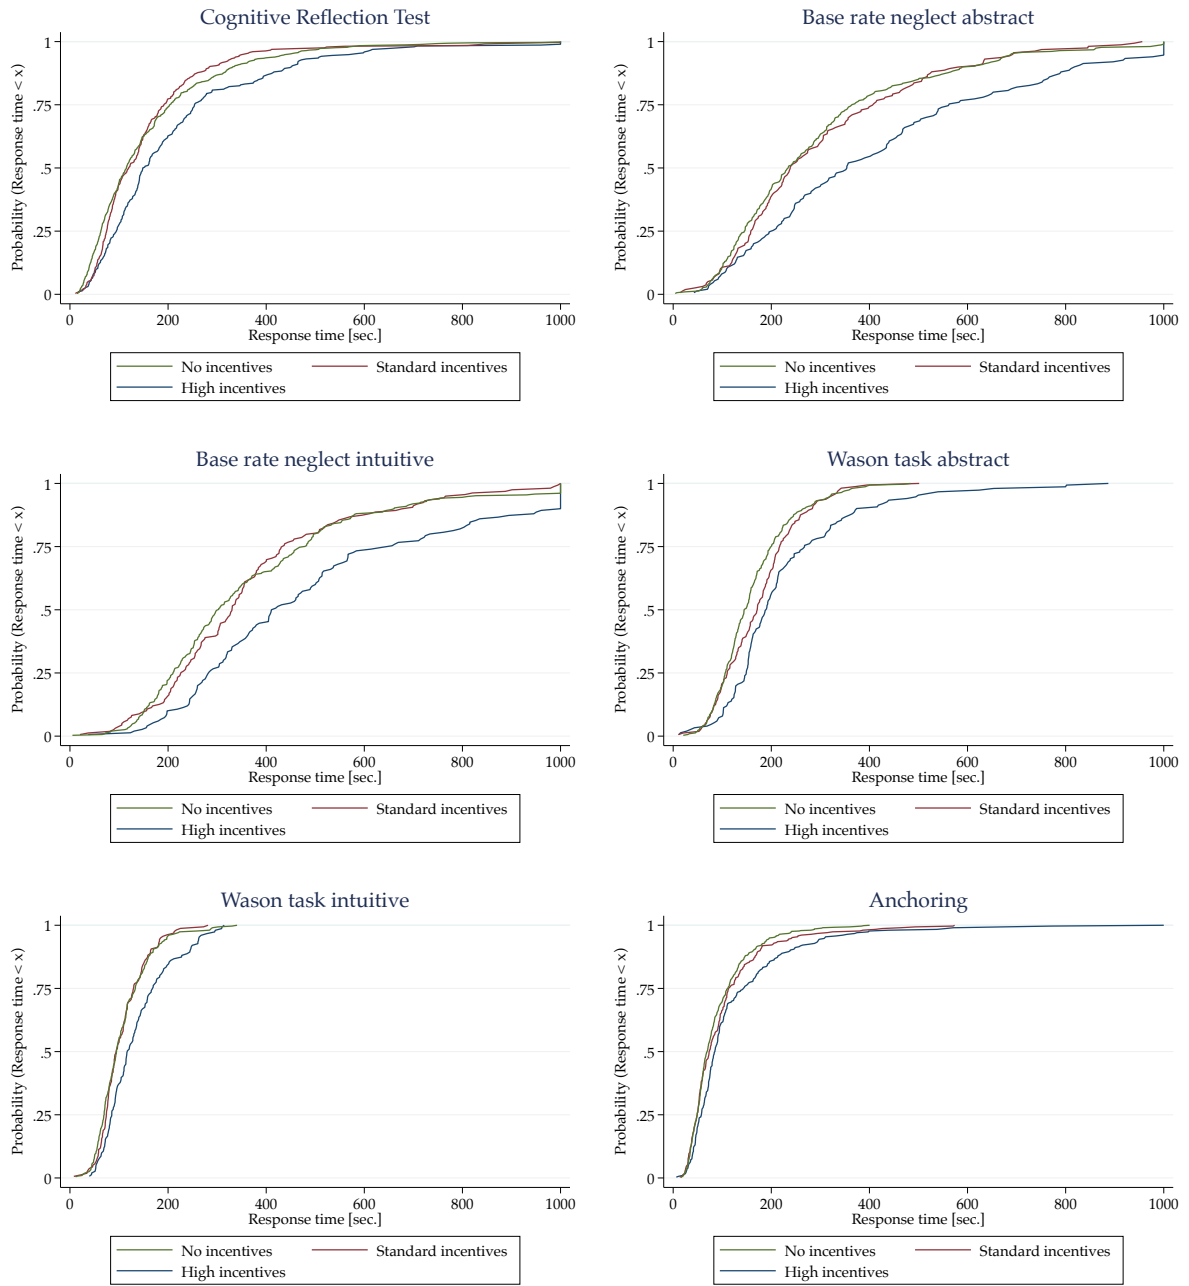 Cognitive Reflection Test
Probability (Response time < x)
1
.75
.5
.25
0
0 200 400 600 800 1000
Response time [sec.]
No incentives Standard incentives
High incentives
Base rate neglect abstract
Probability (Response time < x)
1
.75
.5
.25
0
0 200 400 600 800 1000
Response time [sec.]
No incentives Standard incentives
High incentives
Base rate neglect intuitive
Probability (Response time < x)
1
.75
.5
.25
0
0 200 400 600 800 1000
Response time [sec.]
No incentives Standard incentives
High incentives
Wason task abstract
Probability (Response time < x)
1
.75
.5
.25
0
0 200 400 600 800 1000
Response time [sec.]
No incentives Standard incentives
High incentives
Wason task intuitive
Probability (Response time < x)
1
.75
.5
.25
0
0 200 400 600 800 1000
Response time [sec.]
No incentives Standard incentives
High incentives
Anchoring
Probability (Response time < x)
1
.75
.5
.25
0
0 200 400 600 800 1000
Response time [sec.]
No incentives Standard incentives
High incentives